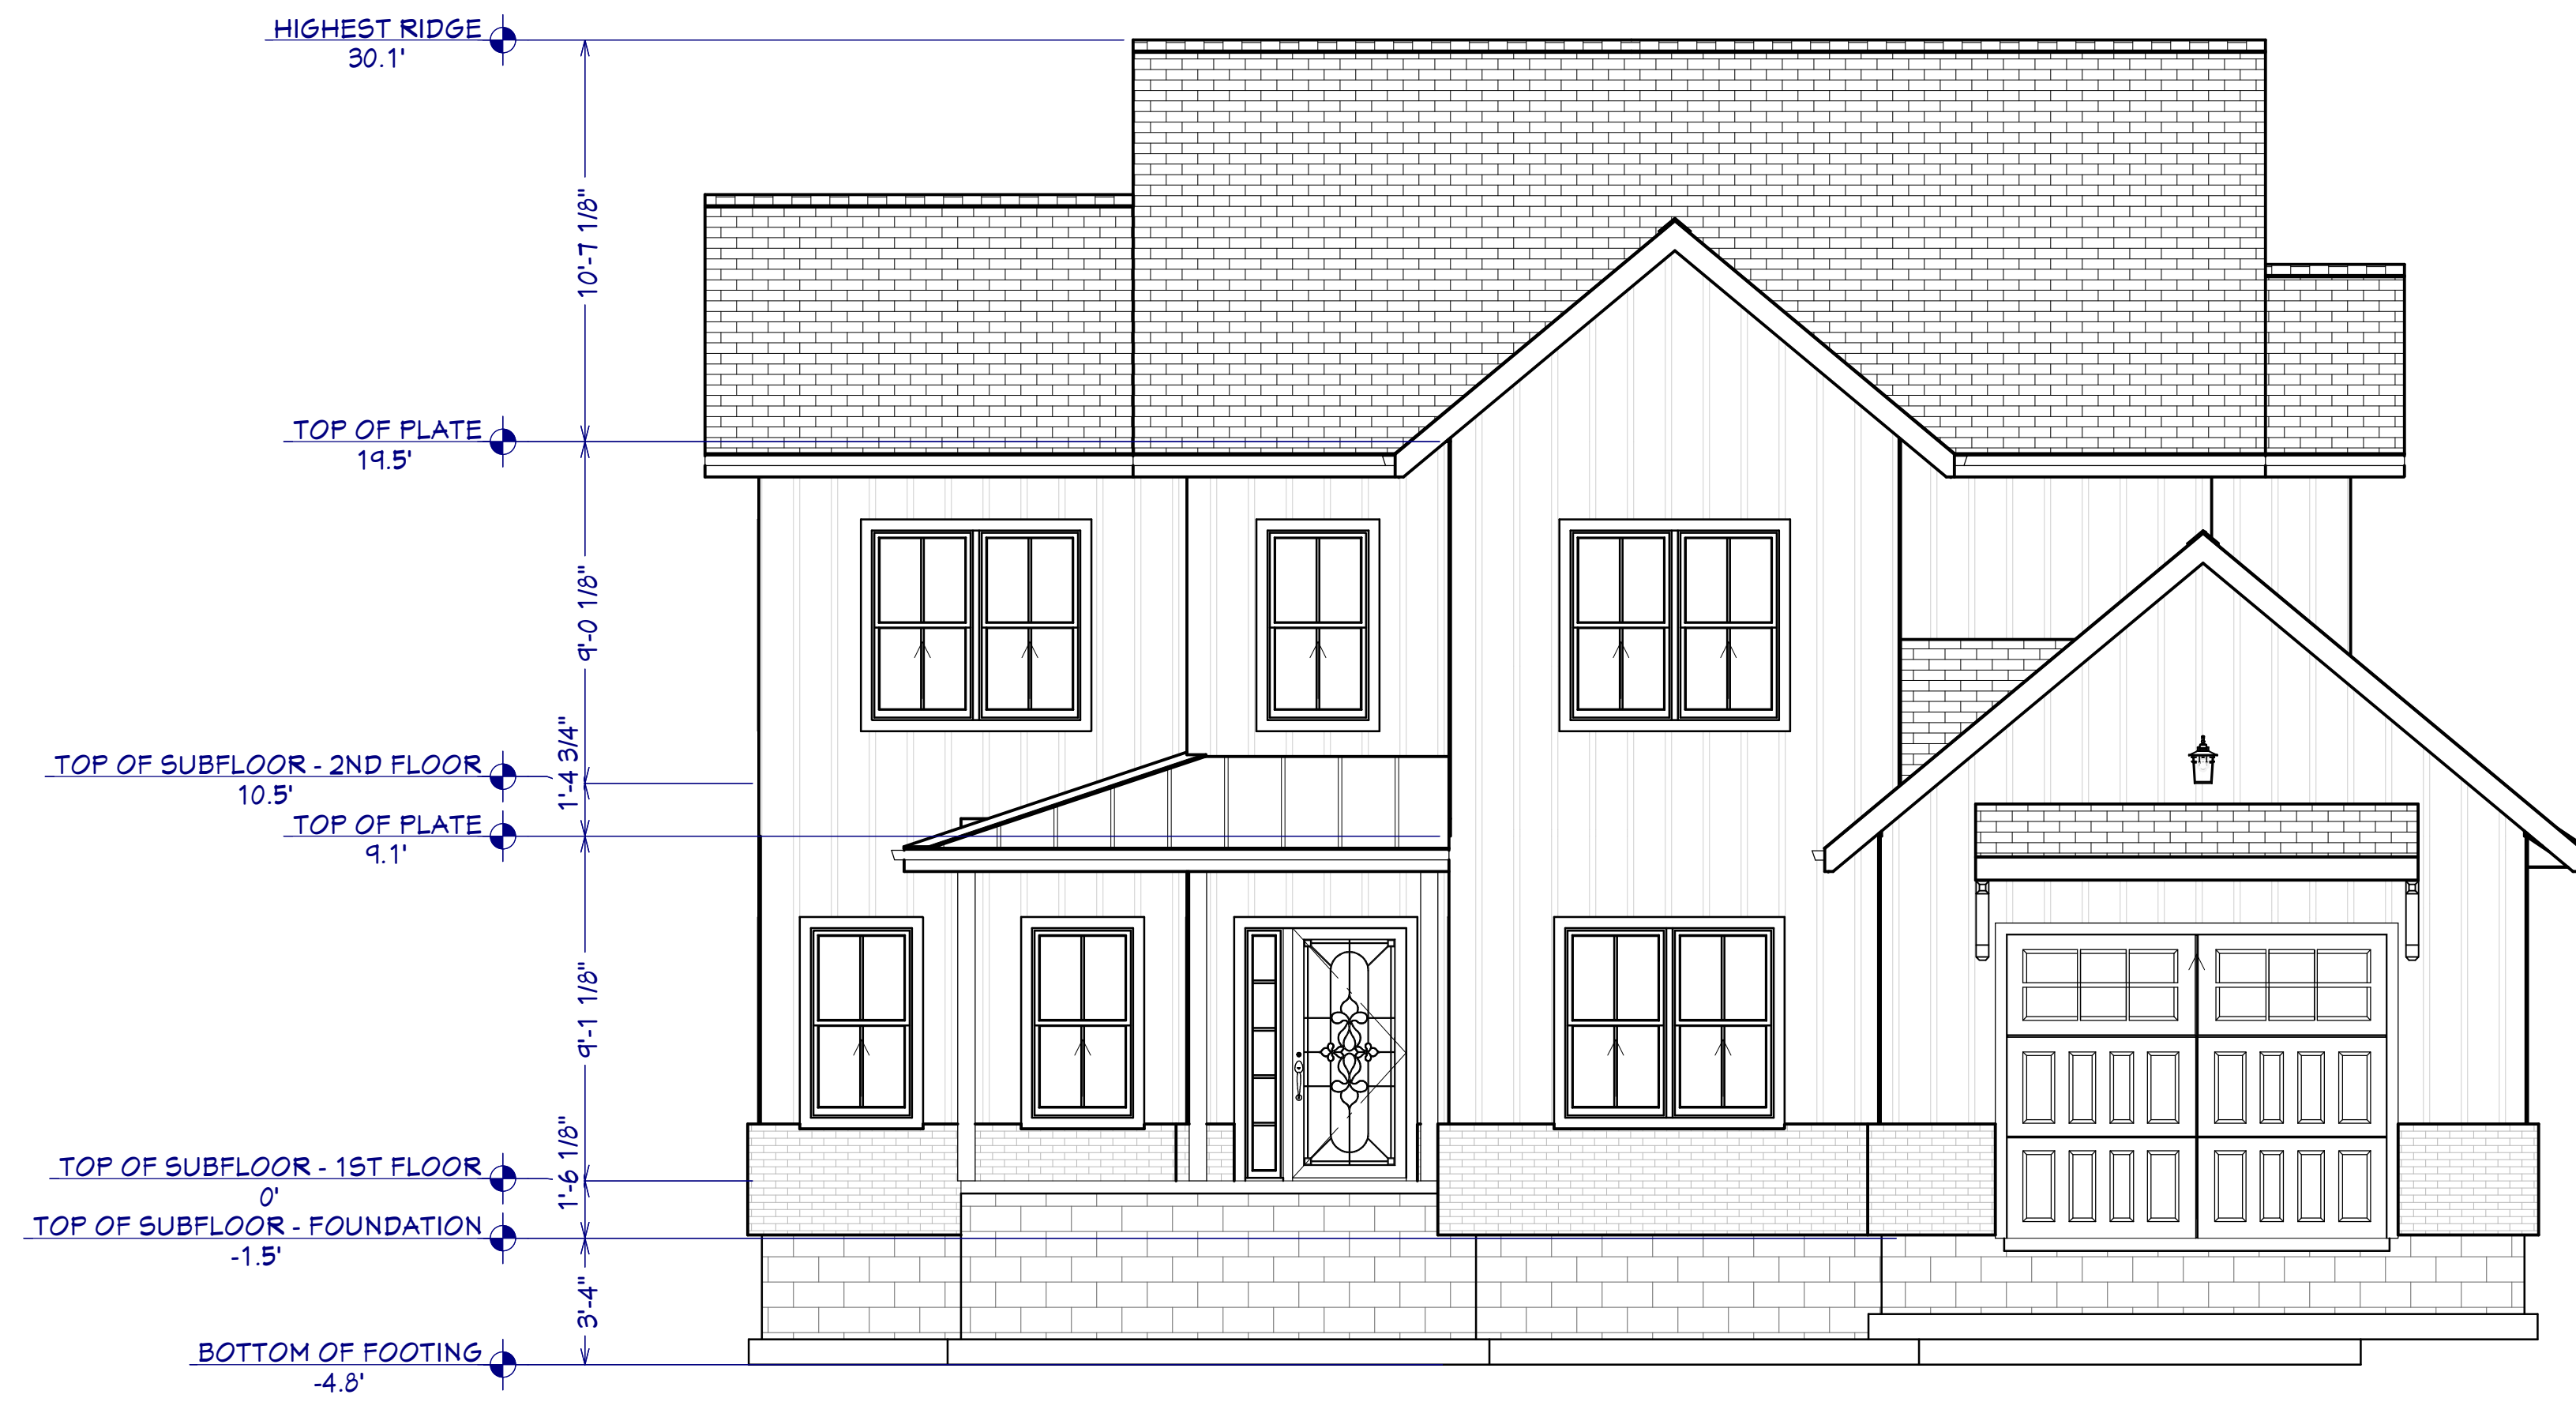 HIGHEST RIDGE
30.1'
10'-7 1/8"
TOP OF PLATE
19.5'
9'-0 1/8"
TOP OF SUBFLOOR - 2ND FLOOR
10.5'
1'-4 3/4"
TOP OF PLATE
9.1'
9'-1 1/8"
TOP OF SUBFLOOR - 1ST FLOOR
0'
1'-6 1/8"
TOP OF SUBFLOOR - FOUNDATION
-1.5'
3'-4"
BOTTOM OF FOOTING
-4.8'